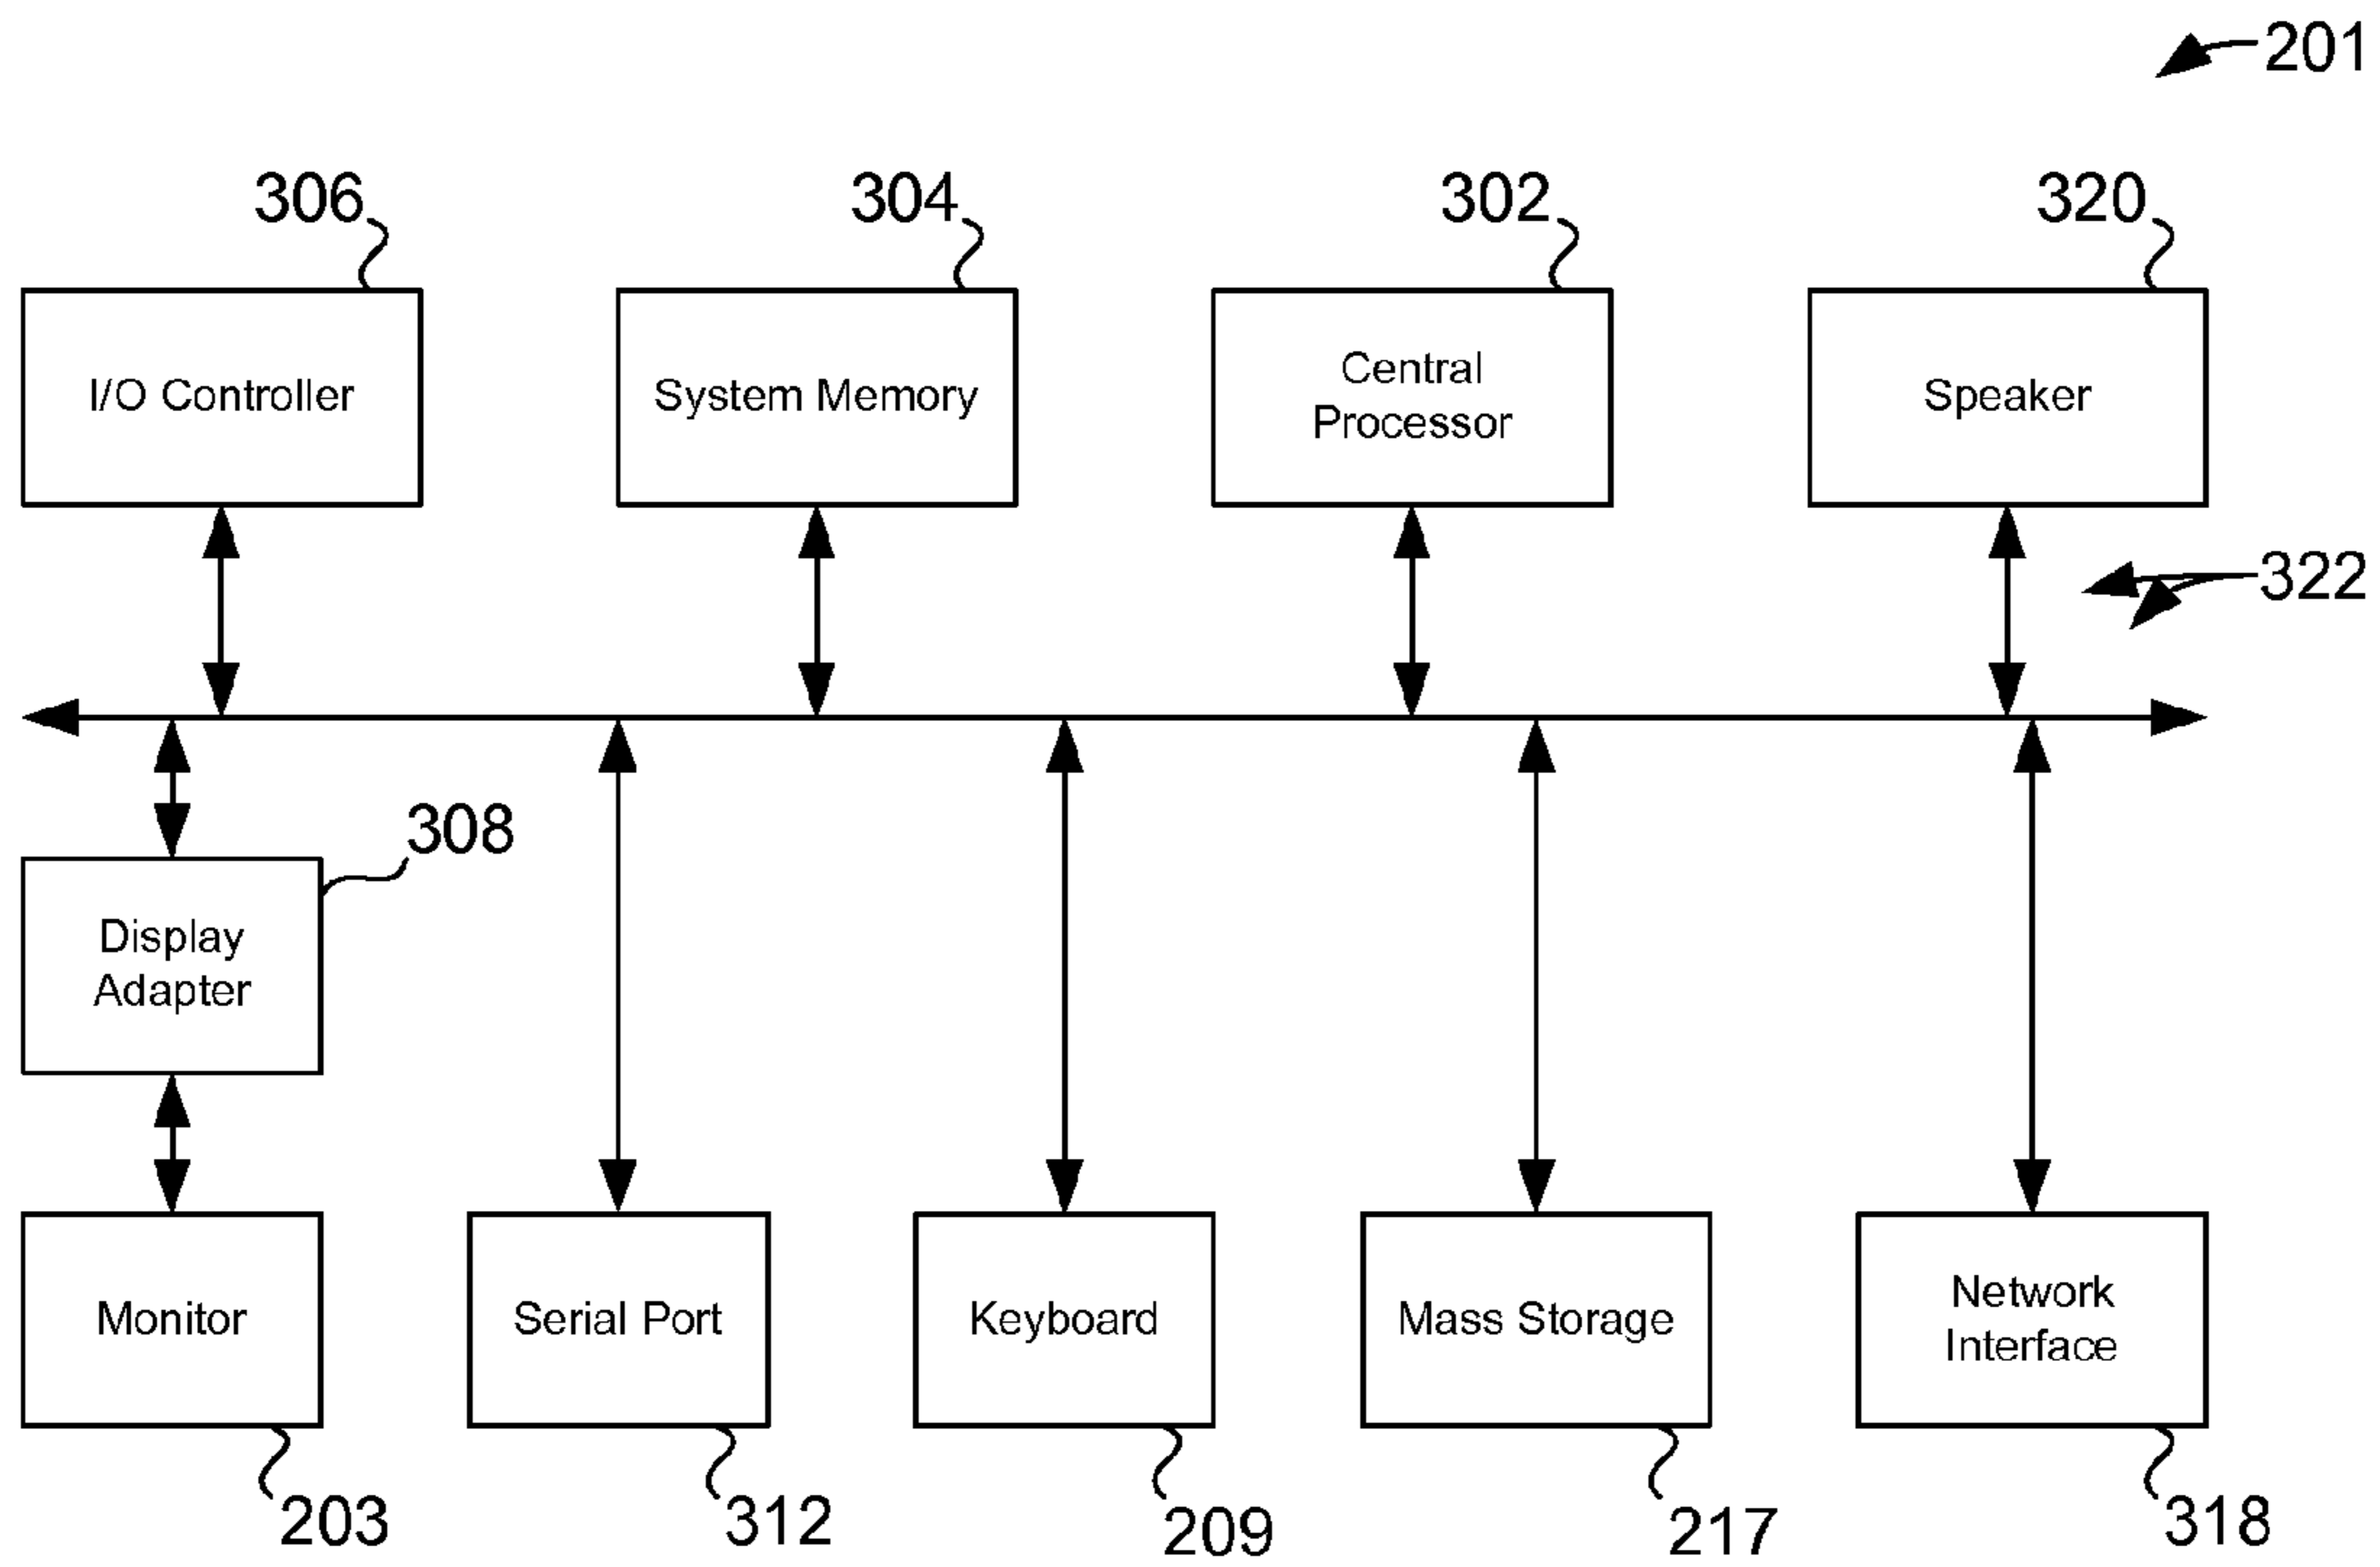 201
306
304
302
320
I/O Controller
System Memory
Central
Processor
Speaker
322
308
Display
Adapter
Monitor
Serial Port
Keyboard
Mass Storage
Network
Interface
203
312
209
217
318